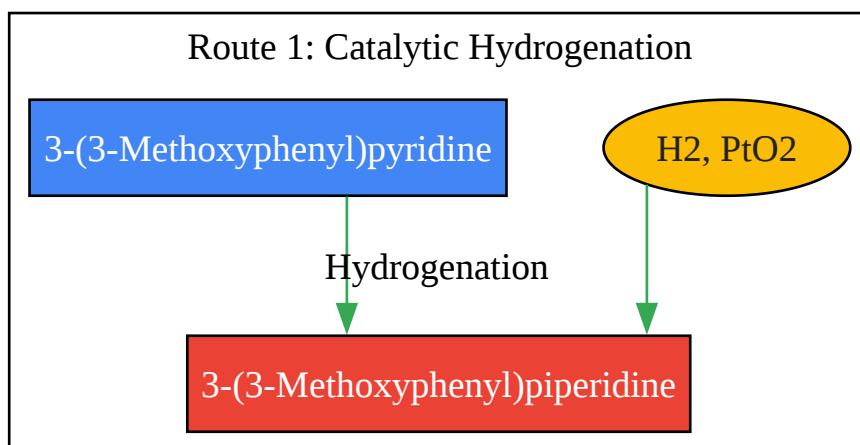 Route 1: Catalytic Hydrogenation
3-(3-Methoxyphenyl)pyridine
H2, PtO2
Hydrogenation
3-(3-Methoxyphenyl)piperidine